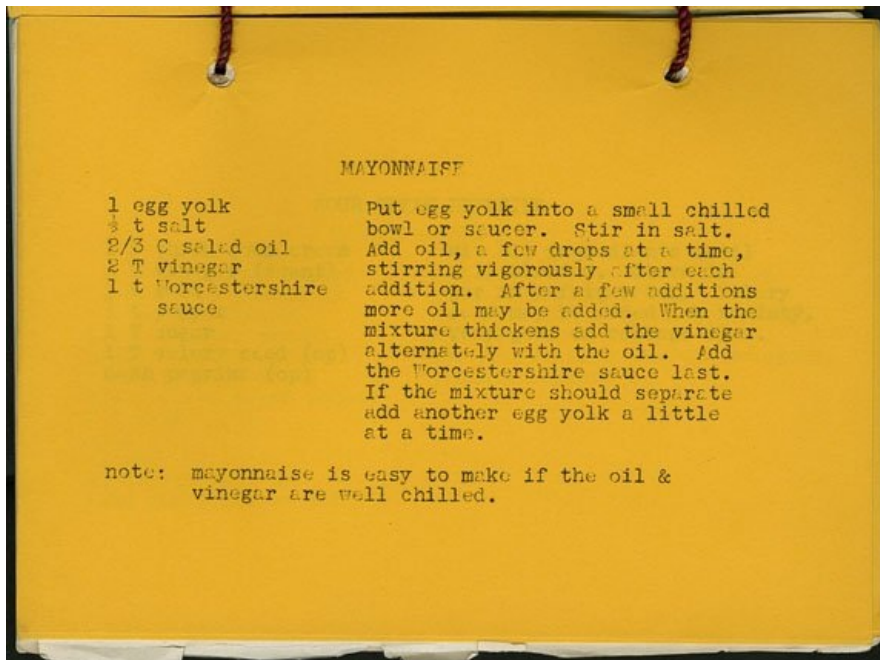 MAYONNAISE
1 egg yolk
½ t salt
2/3 C salad oil
2 T vinegar
1 t Worcestershire
sauce
Put egg yolk into a small chilled
bowl or saucer. Stir in salt.
Add oil, a few drops at a time,
stirring vigorously after each
addition. After a few additions
more oil may be added. When the
mixture thickens add the vinegar
alternately with the oil. Add
the Worcestershire sauce last.
If the mixture should separate
add another egg yolk a little
at a time.
note: mayonnaise is easy to make if the oil &
vinegar are well chilled.